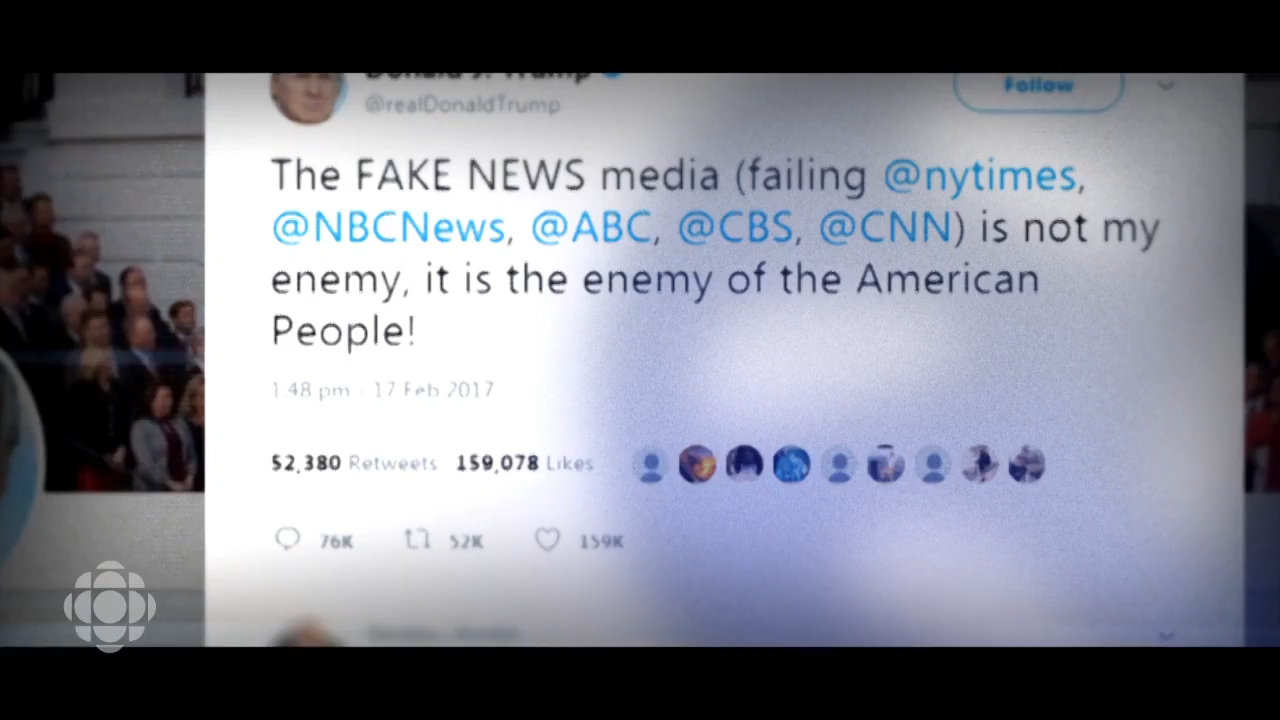 Donald J. Trump
@realDonaldTrump
Follow
The FAKE NEWS media (failing @nytimes,
@NBCNews, @ABC, @CBS, @CNN) is not my
enemy, it is the enemy of the American
People!
1:48 pm - 17 Feb 2017
52,380 Retweets 159,078 Likes
76K 52K 159K